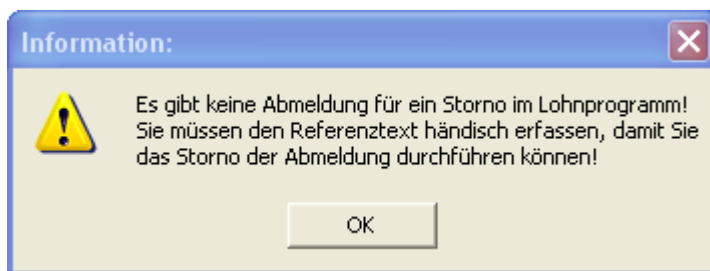 Information:
Es gibt keine Abmeldung für ein Storno im Lohnprogramm!
Sie müssen den Referenztext händisch erfassen, damit Sie
das Storno der Abmeldung durchführen können!
OK